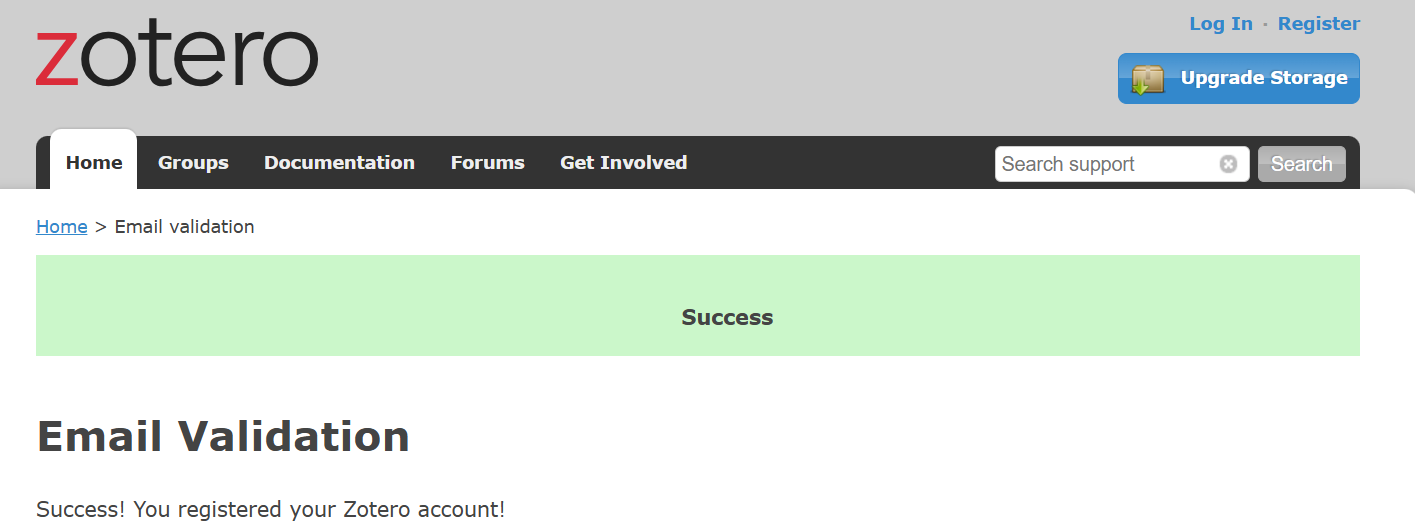 zotero
Log In · Register
Upgrade Storage
Home Groups Documentation Forums Get Involved Search support Search
Home > Email validation
Success
Email Validation
Success! You registered your Zotero account!